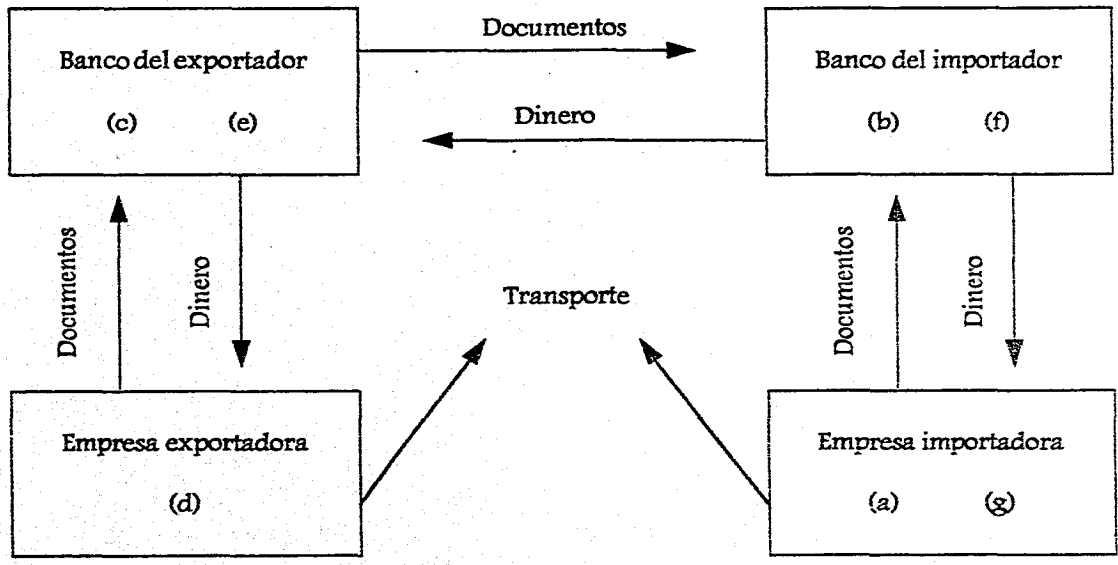 Documentos
Banco del exportador
Banco del importador
Dinero
(c) (e)
(b) (f)
Documentos
Dinero
Transporte
Documentos
Dinero
Empresa exportadora
Empresa importadora
(d)
(a) (g)